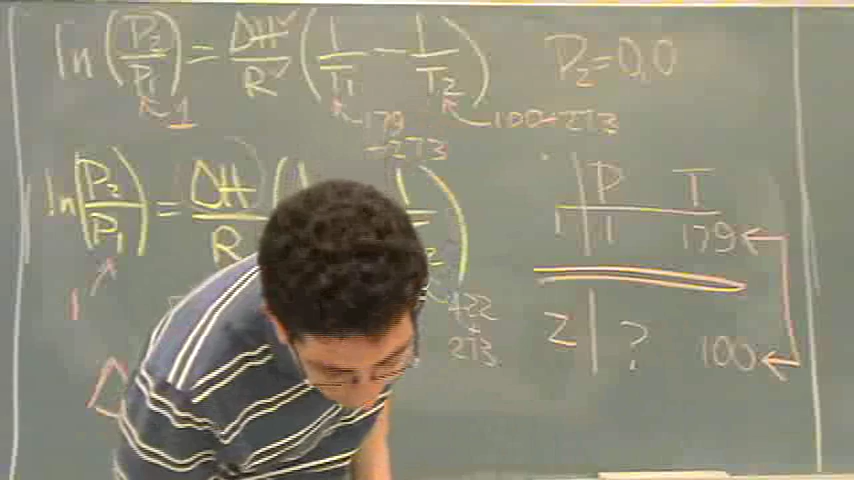 ln(P₂/P₁) = ΔH/R (1/T₁ − 1/T₂) P₂=0,0
1 179 100+273
-273
ln(P₂/P₁) = ΔH/R
1
+22
+
273
P T
1 1 179
2 ? 100